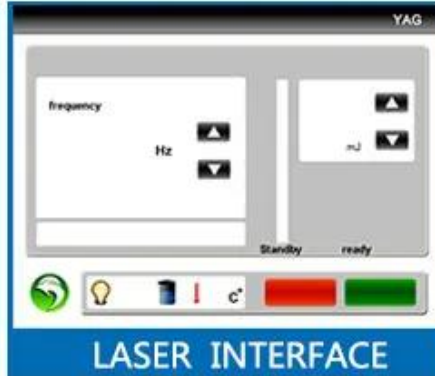 YAG
frequency
Hz
mJ
Standby ready
c°
LASER INTERFACE